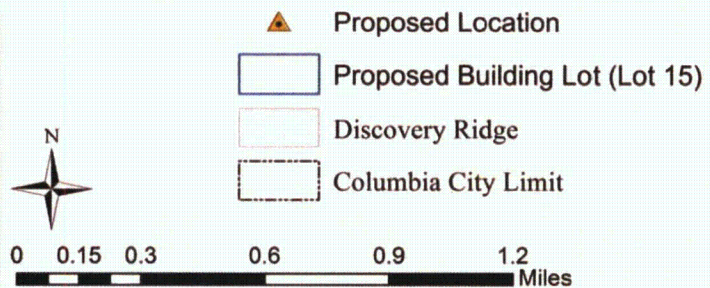 Proposed Location
Proposed Building Lot (Lot 15)
Discovery Ridge
Columbia City Limit
N
0 0.15 0.3 0.6 0.9 1.2
Miles